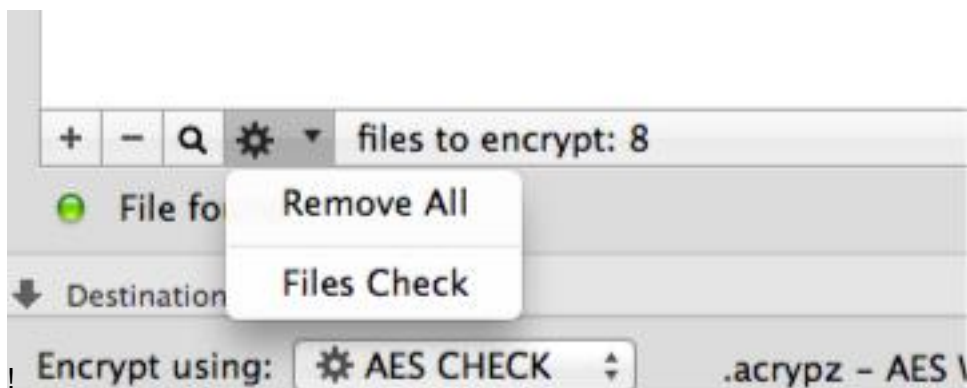 + - files to encrypt: 8
File fo
Remove All
Files Check
Destination
! Encrypt using: AES CHECK .acrypz – AES